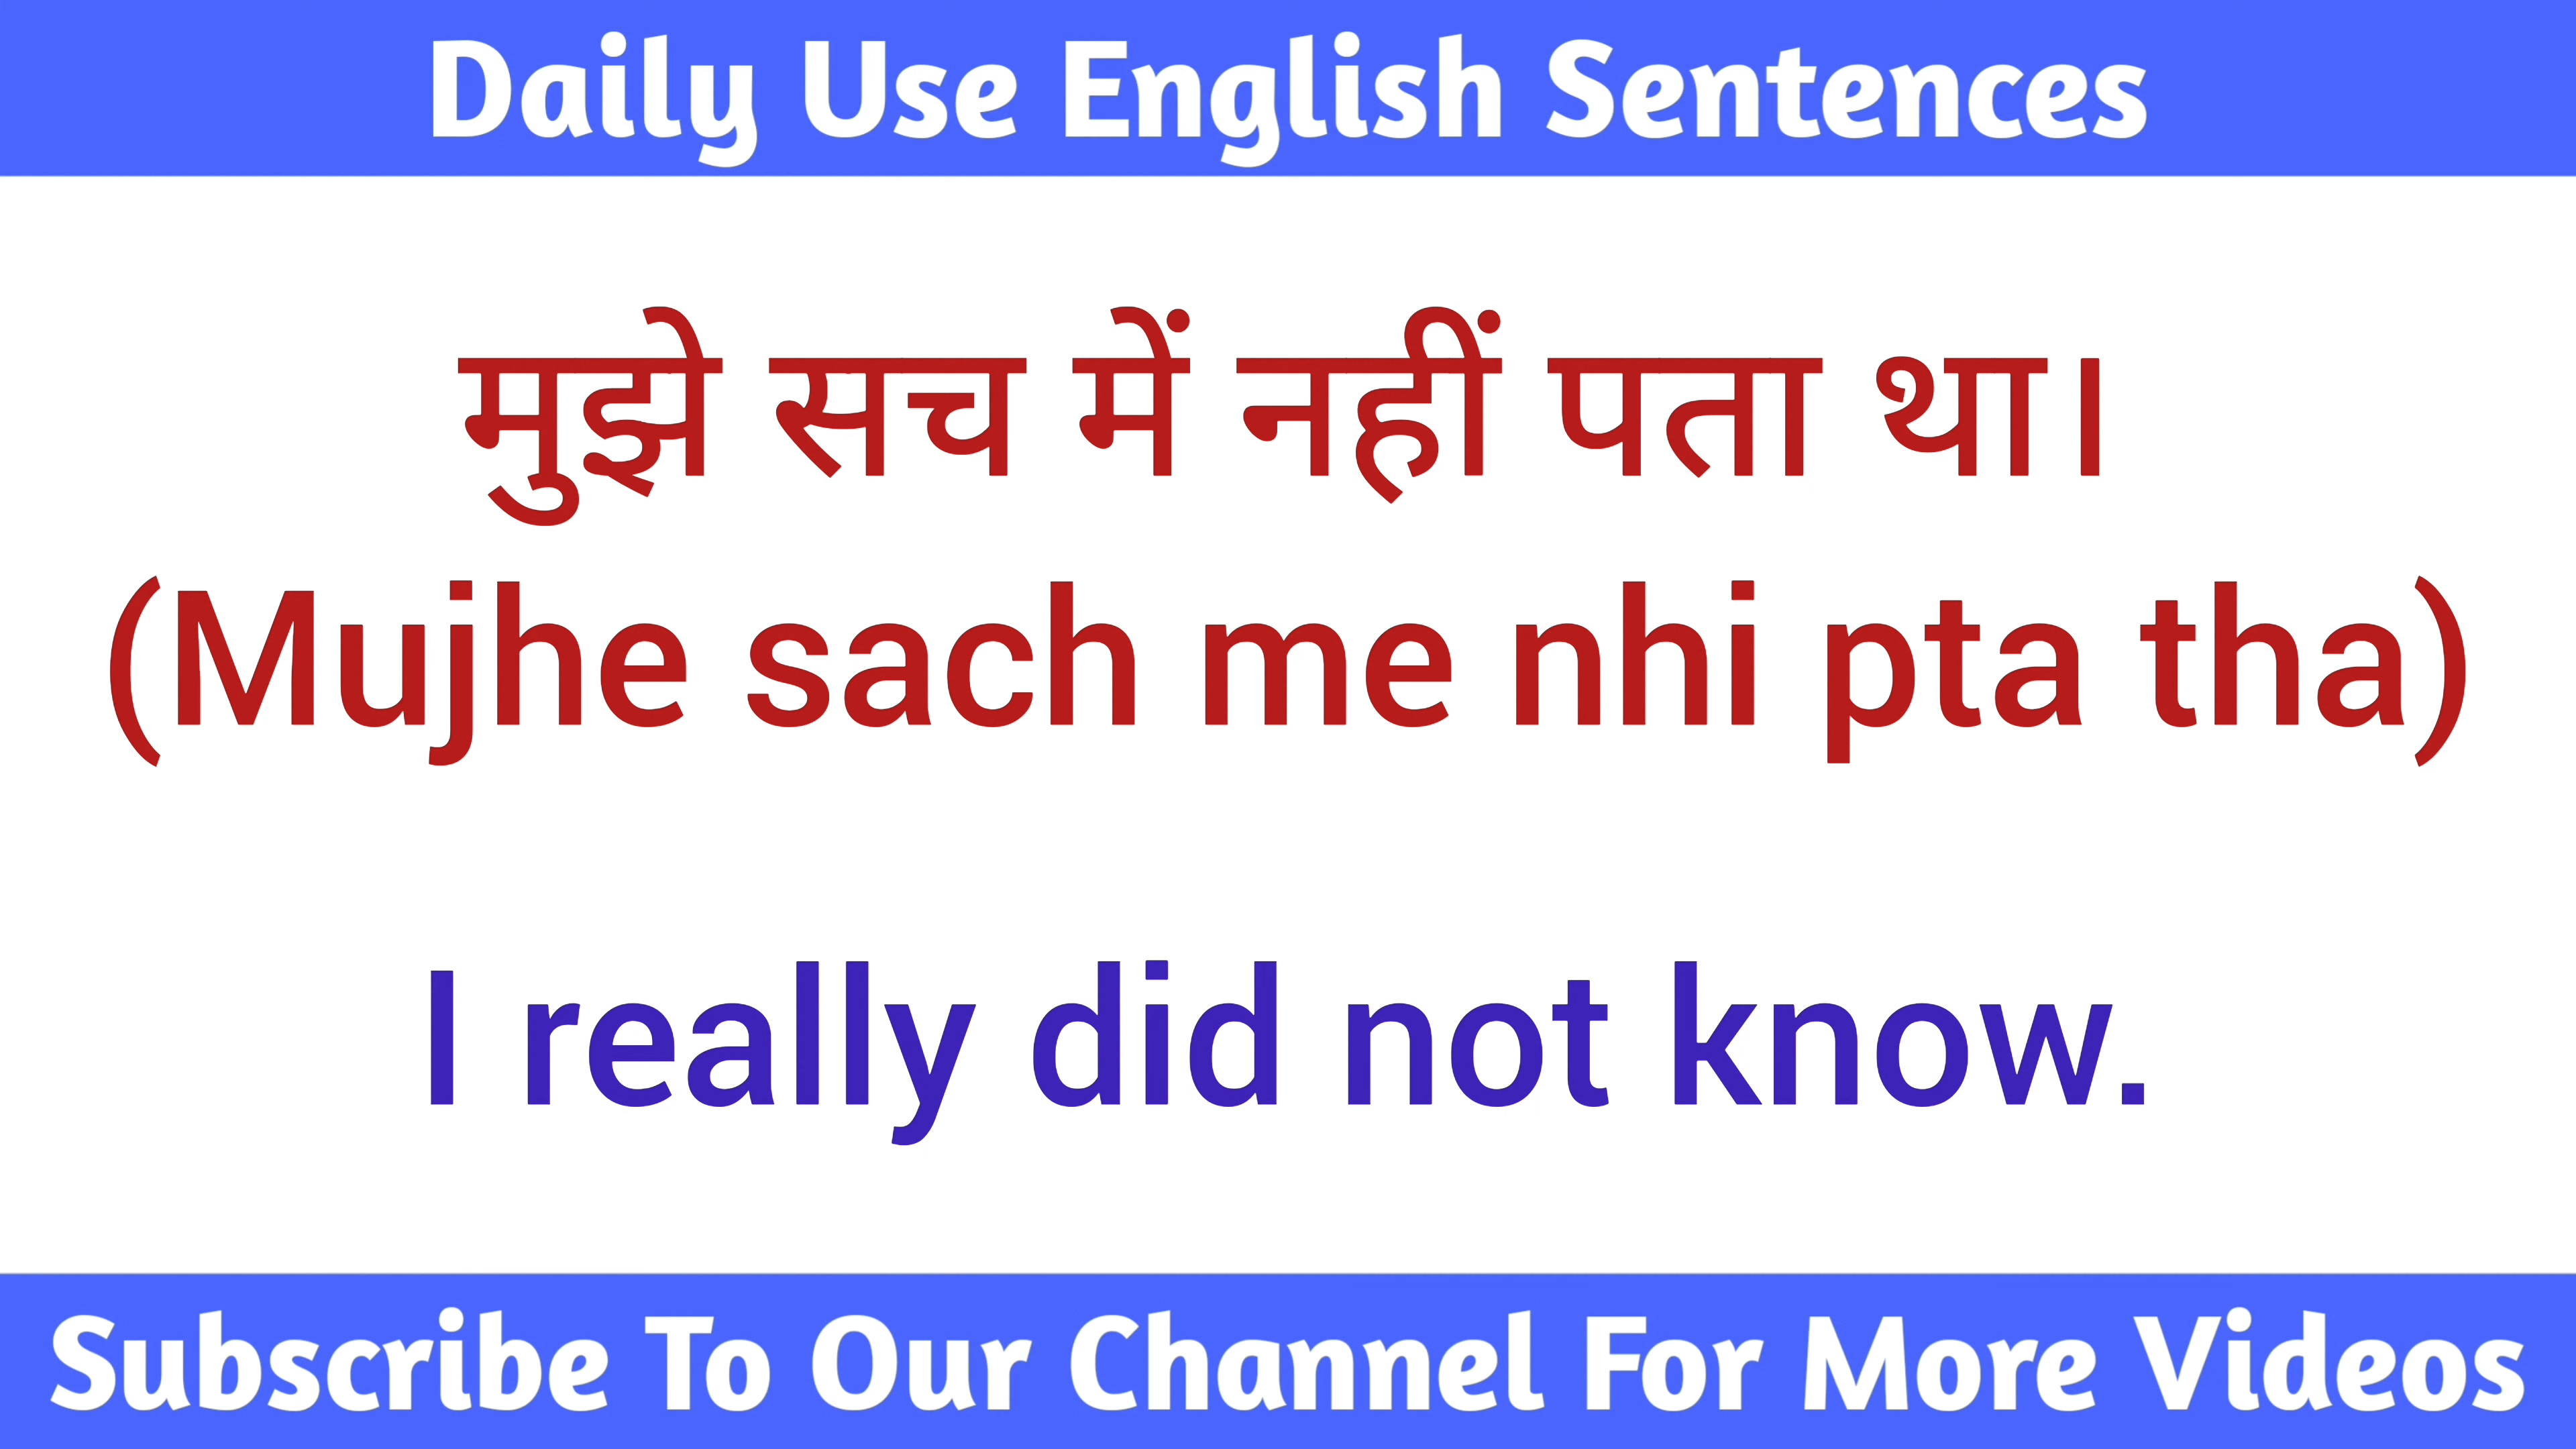 Daily Use English Sentences
मुझे सच में नहीं पता था।
(Mujhe sach me nhi pta tha)
I really did not know.
Subscribe To Our Channel For More Videos